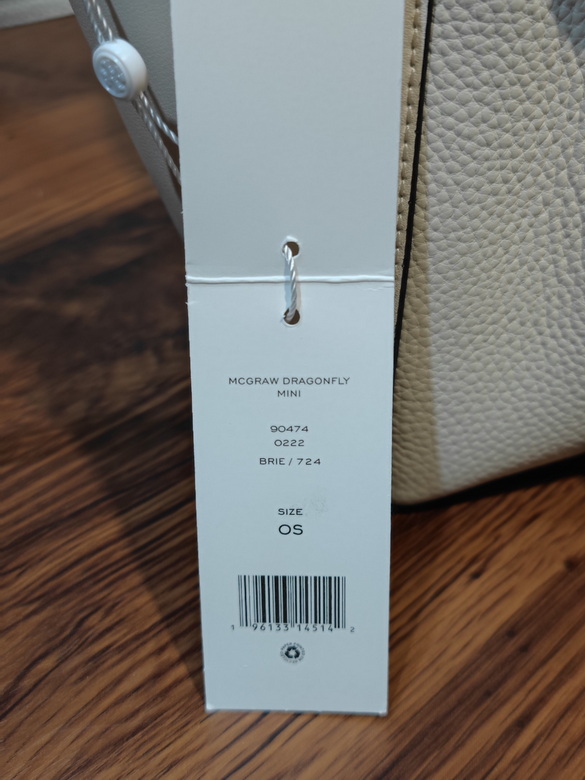 MCGRAW DRAGONFLY
MINI
90474
0222
BRIE / 724
SIZE
OS
1 96133 14514 2